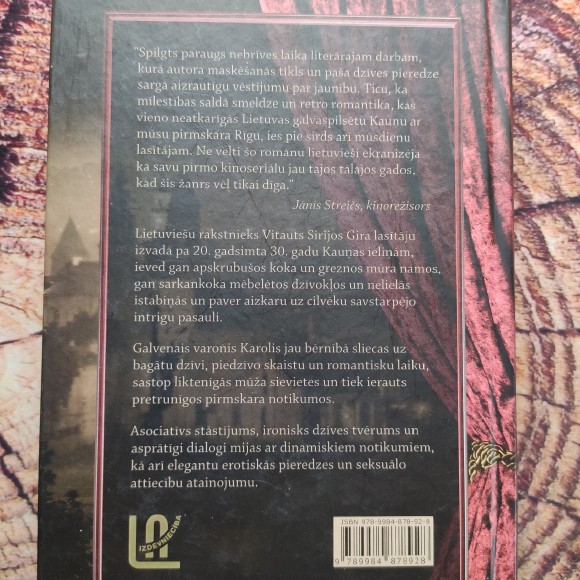 "Spilgts paraugs nebrīves laika literārajam darbam,
kurā autora maskēšanās tīkls un paša dzīves pieredze
sargā aizrautīgu vēstījumu par jaunību. Ticu, ka
mīlestības saldā smeldze un retro romantika, kas
vieno neatkarīgās Lietuvas galvaspilsētu Kauņu ar
mūsu pirmskara Rīgu, ies pie sirds arī mūsdienu
lasītājam. Ne velti šo romānu lietuvieši ekranizēja
kā savu pirmo kinoseriālu jau tajos tālajos gados,
kad šis žanrs vēl tikai dīga."
Jānis Streičs, kinorežisors
Lietuviešu rakstnieks Vītauts Sirijos Gira lasītāju
izvadā pa 20. gadsimta 30. gadu Kauņas ielām,
ieved gan apskrubušos koka un greznos mūra namos,
gan sarkankoka mēbelētos dzīvokļos un nelielās
istabiņās un paver aizkaru uz cilvēku savstarpējo
intrigu pasauli.
Galvenais varonis Karolis jau bērnībā sliecas uz
bagātu dzīvi, piedzīvo skaistu un romantisku laiku,
sastop liktenīgās mūža sievietes un tiek ierauts
pretrunīgos pirmskara notikumos.
Asociatīvs stāstījums, ironisks dzīves tvērums un
asprātīgi dialogi mijas ar dinamiskiem notikumiem,
kā arī elegantu erotiskās pieredzes un seksuālo
attiecību atainojumu.
IZDEVNIECĪBA
ISBN 978-9984-878-92-8
9 789984 878928